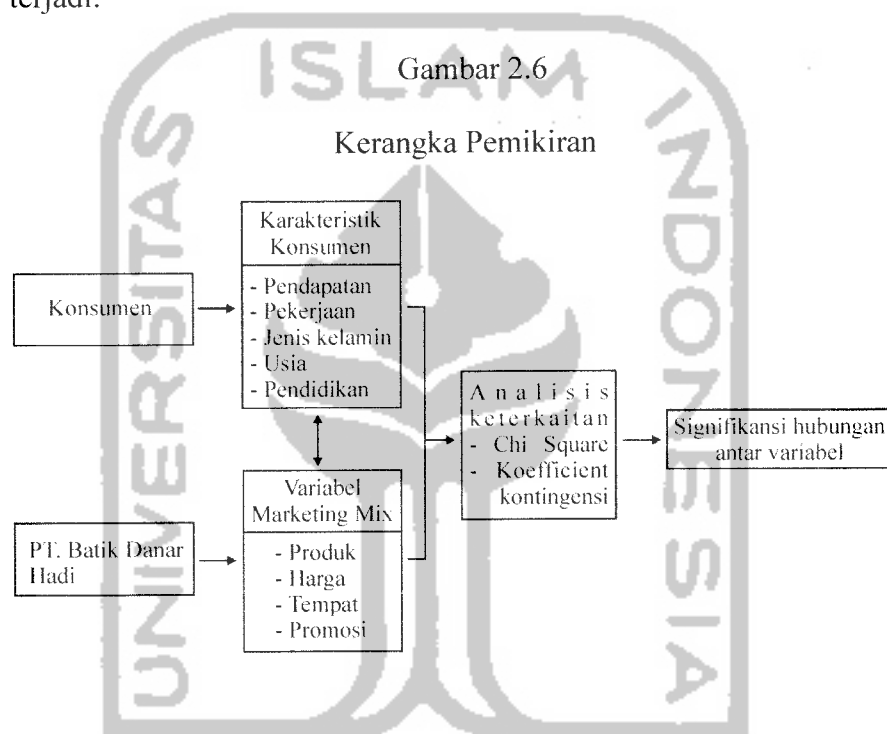 terjadi.
Gambar 2.6
Kerangka Pemikiran
Karakteristik
Konsumen
- Pendapatan
- Pekerjaan
- Jenis kelamin
- Usia
- Pendidikan
Konsumen
Analisis
keterkaitan
- Chi Square
- Koefficient
kontingensi
Signifikansi hubungan
antar variabel
Variabel
Marketing Mix
- Produk
- Harga
- Tempat
- Promosi
PT. Batik Danar
Hadi
UNIVERSITAS
ISLAM
INDONESIA